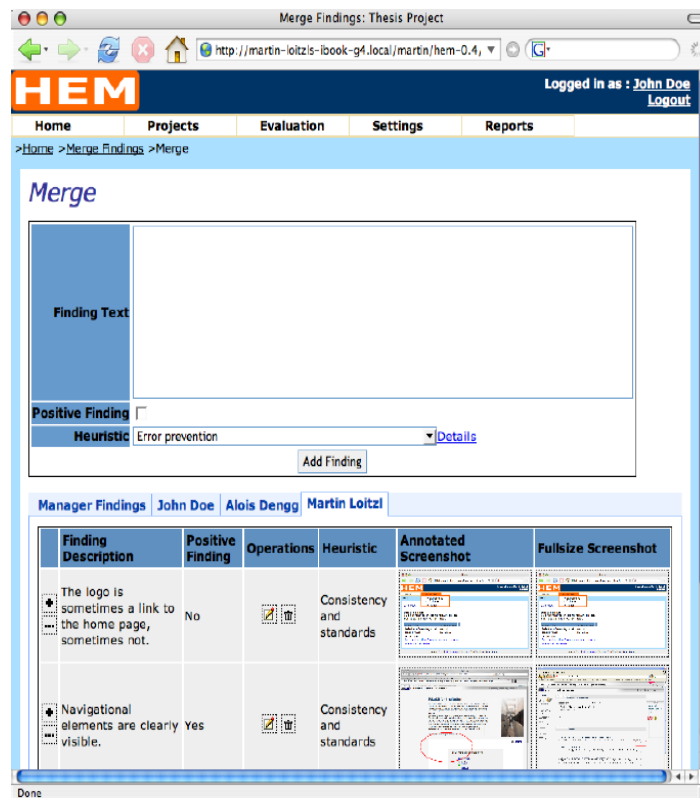 Merge Findings: Thesis Project
http://martin-loitzls-ibook-g4.local/martin/hem-0.4,
G
HEM
Logged in as : John Doe
Logout
Home Projects Evaluation Settings Reports
>Home >Merge Findings >Merge
Merge
Finding Text
Positive Finding
Heuristic Error prevention Details
Add Finding
Manager Findings John Doe Alois Dengg Martin Loitzl
Finding Description Positive Finding Operations Heuristic Annotated Screenshot Fullsize Screenshot
The logo is
sometimes a link to
the home page,
sometimes not.
No
Consistency
and
standards
Navigational
elements are clearly
visible.
Yes
Consistency
and
standards
Done